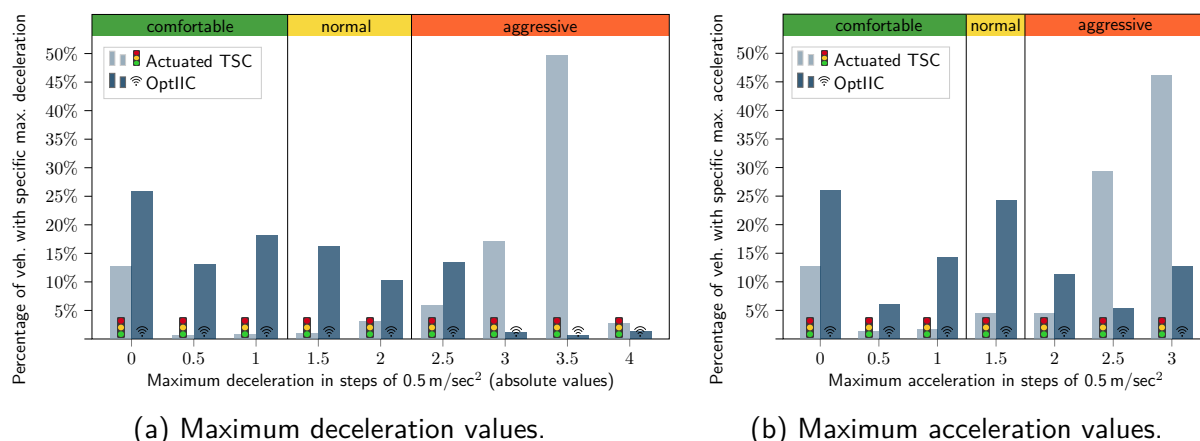 comfortable normal aggressive
50%
45%
40%
35%
30%
25%
20%
15%
10%
5%
Percentage of veh. with specific max. deceleration
Actuated TSC
OptIIC
0 0.5 1 1.5 2 2.5 3 3.5 4
Maximum deceleration in steps of 0.5 m/sec² (absolute values)
(a) Maximum deceleration values.
comfortable normal aggressive
50%
45%
40%
35%
30%
25%
20%
15%
10%
5%
Percentage of veh. with specific max. acceleration
Actuated TSC
OptIIC
0 0.5 1 1.5 2 2.5 3
Maximum acceleration in steps of 0.5 m/sec²
(b) Maximum acceleration values.